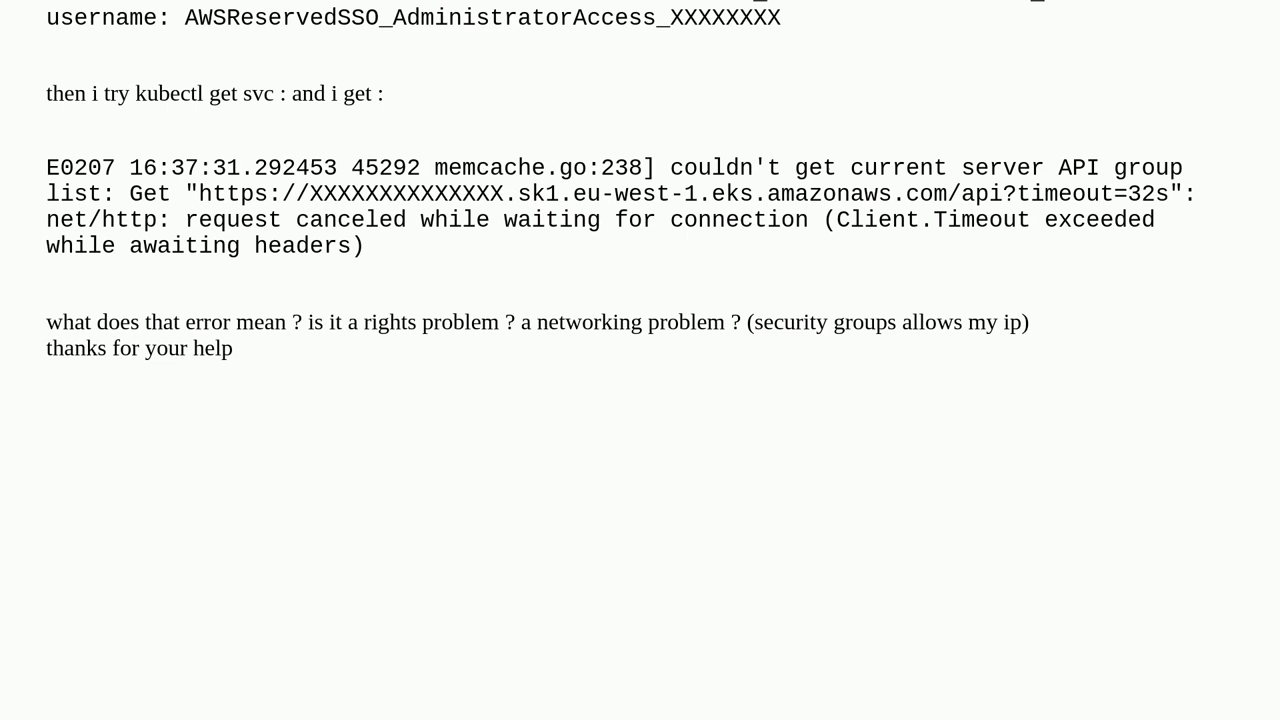 username: AWSReservedSSO_AdministratorAccess_XXXXXXXX
then i try kubectl get svc : and i get :
E0207 16:37:31.292453 45292 memcache.go:238] couldn't get current server API group
list: Get "https://XXXXXXXXXXXXXX.sk1.eu-west-1.eks.amazonaws.com/api?timeout=32s":
net/http: request canceled while waiting for connection (Client.Timeout exceeded
while awaiting headers)
what does that error mean ? is it a rights problem ? a networking problem ? (security groups allows my ip)
thanks for your help